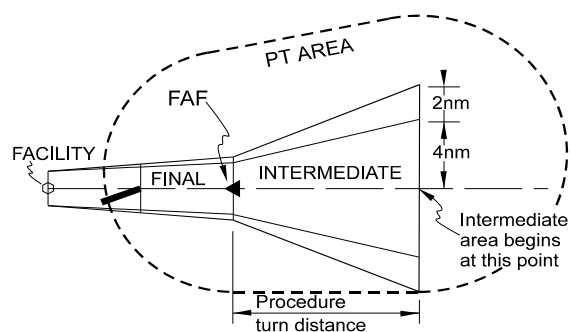 PT AREA
2nm
FAF
4nm
FACILITY
FINAL
INTERMEDIATE
Intermediate
area begins
at this point
Procedure
turn distance